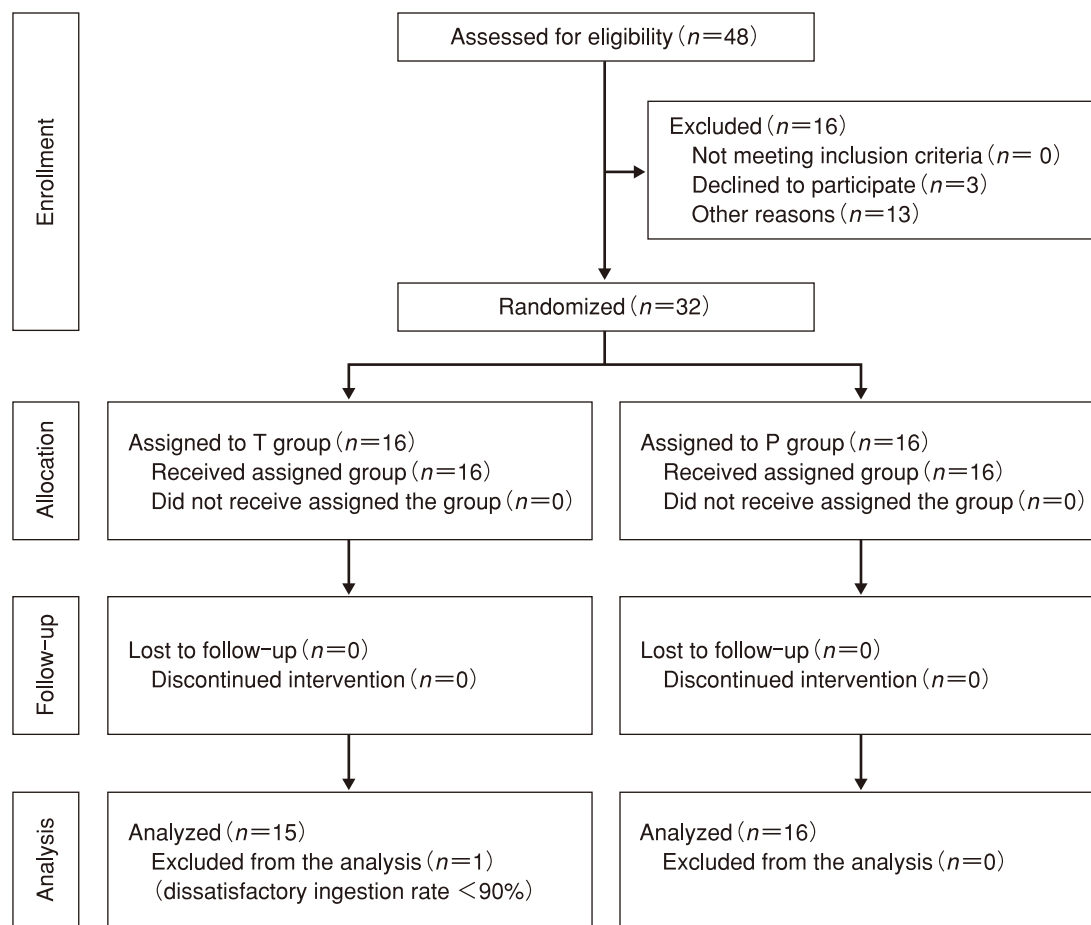 Enrollment
Assessed for eligibility (n=48)
Excluded (n=16)
Not meeting inclusion criteria (n= 0)
Declined to participate (n=3)
Other reasons (n=13)
Randomized (n=32)
Allocation
Assigned to T group (n=16)
Received assigned group (n=16)
Did not receive assigned the group (n=0)
Assigned to P group (n=16)
Received assigned group (n=16)
Did not receive assigned the group (n=0)
Follow-up
Lost to follow-up (n=0)
Discontinued intervention (n=0)
Lost to follow-up (n=0)
Discontinued intervention (n=0)
Analysis
Analyzed (n=15)
Excluded from the analysis (n=1)
(dissatisfactory ingestion rate <90%)
Analyzed (n=16)
Excluded from the analysis (n=0)